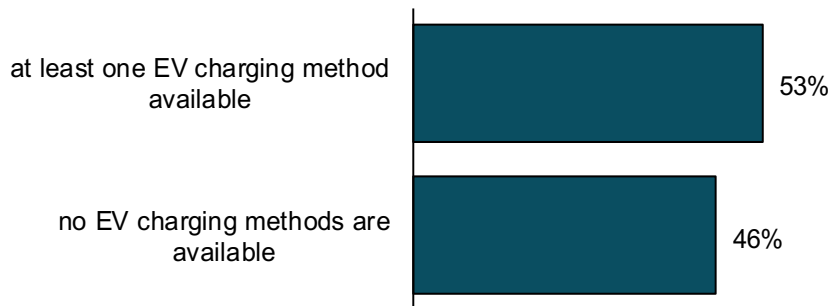 at least one EV charging method
available
53%
no EV charging methods are
available
46%